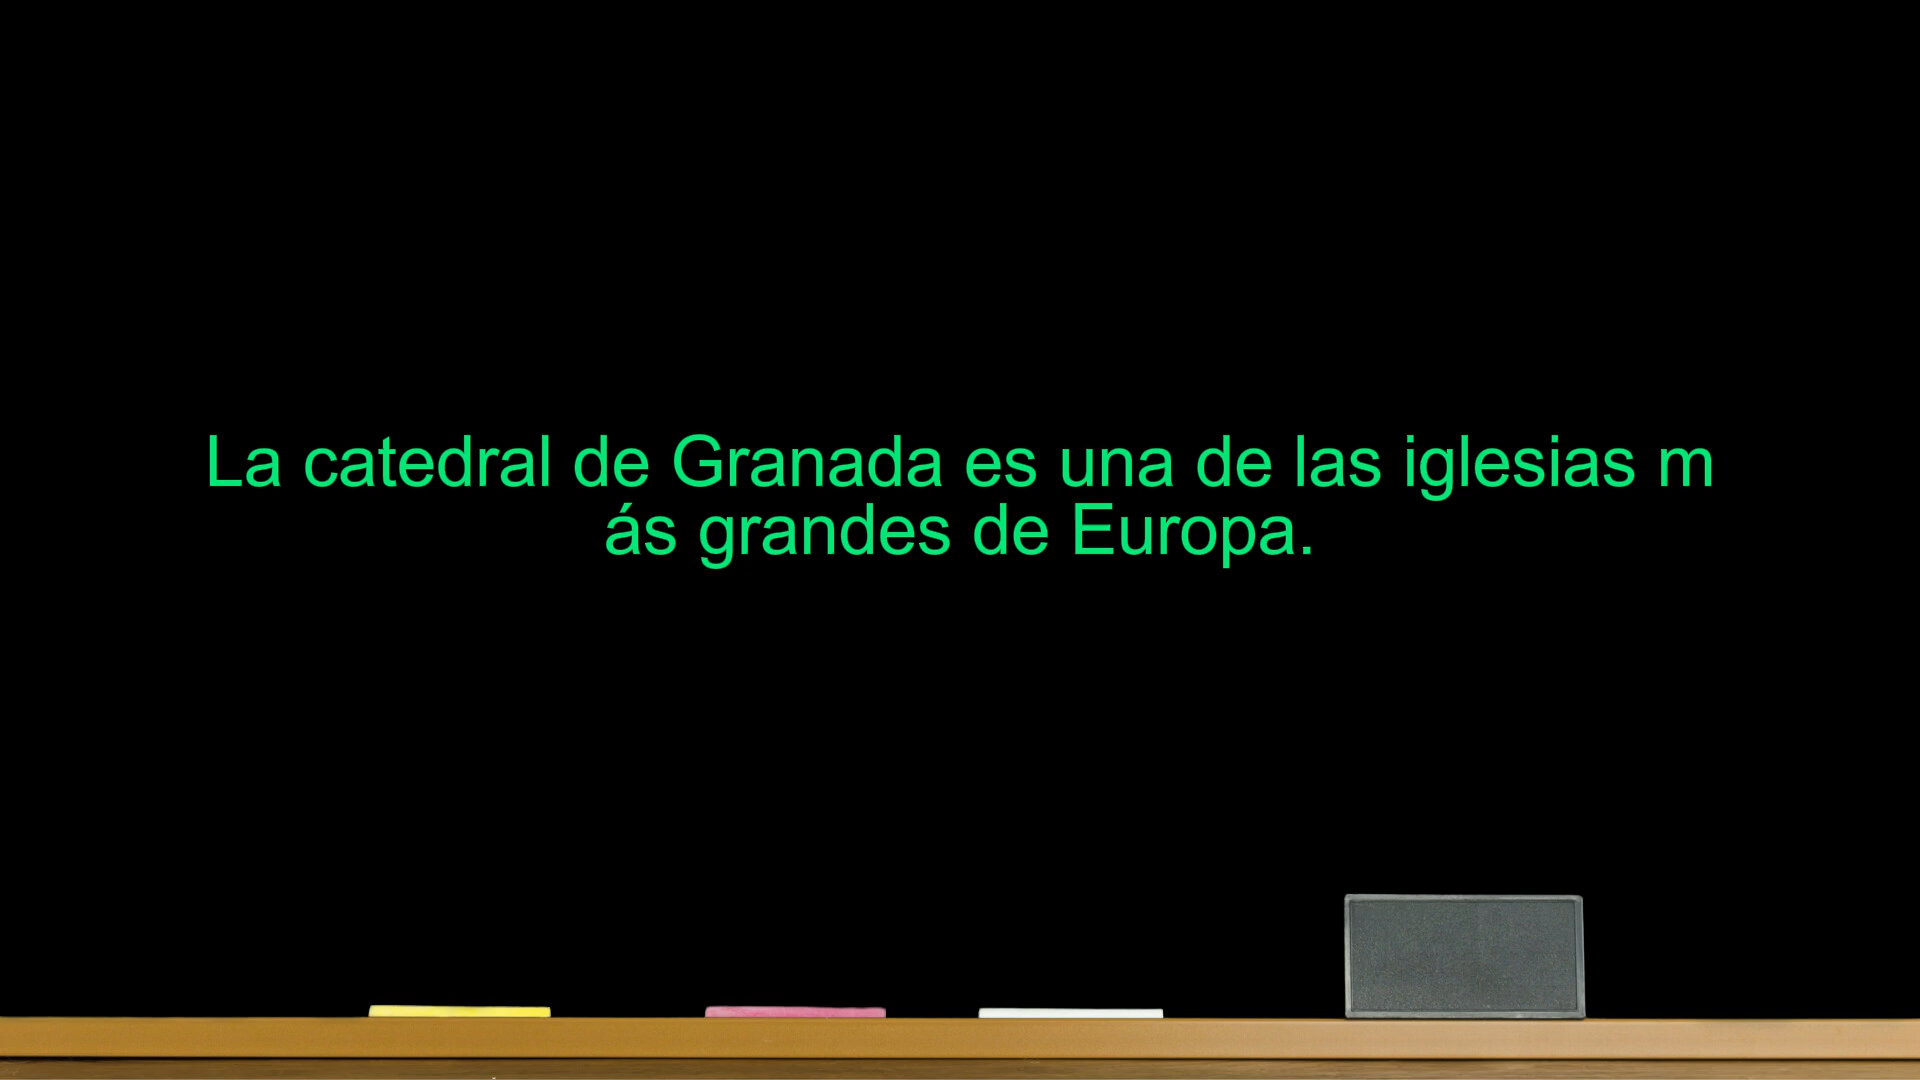 La catedral de Granada es una de las iglesias m
ás grandes de Europa.